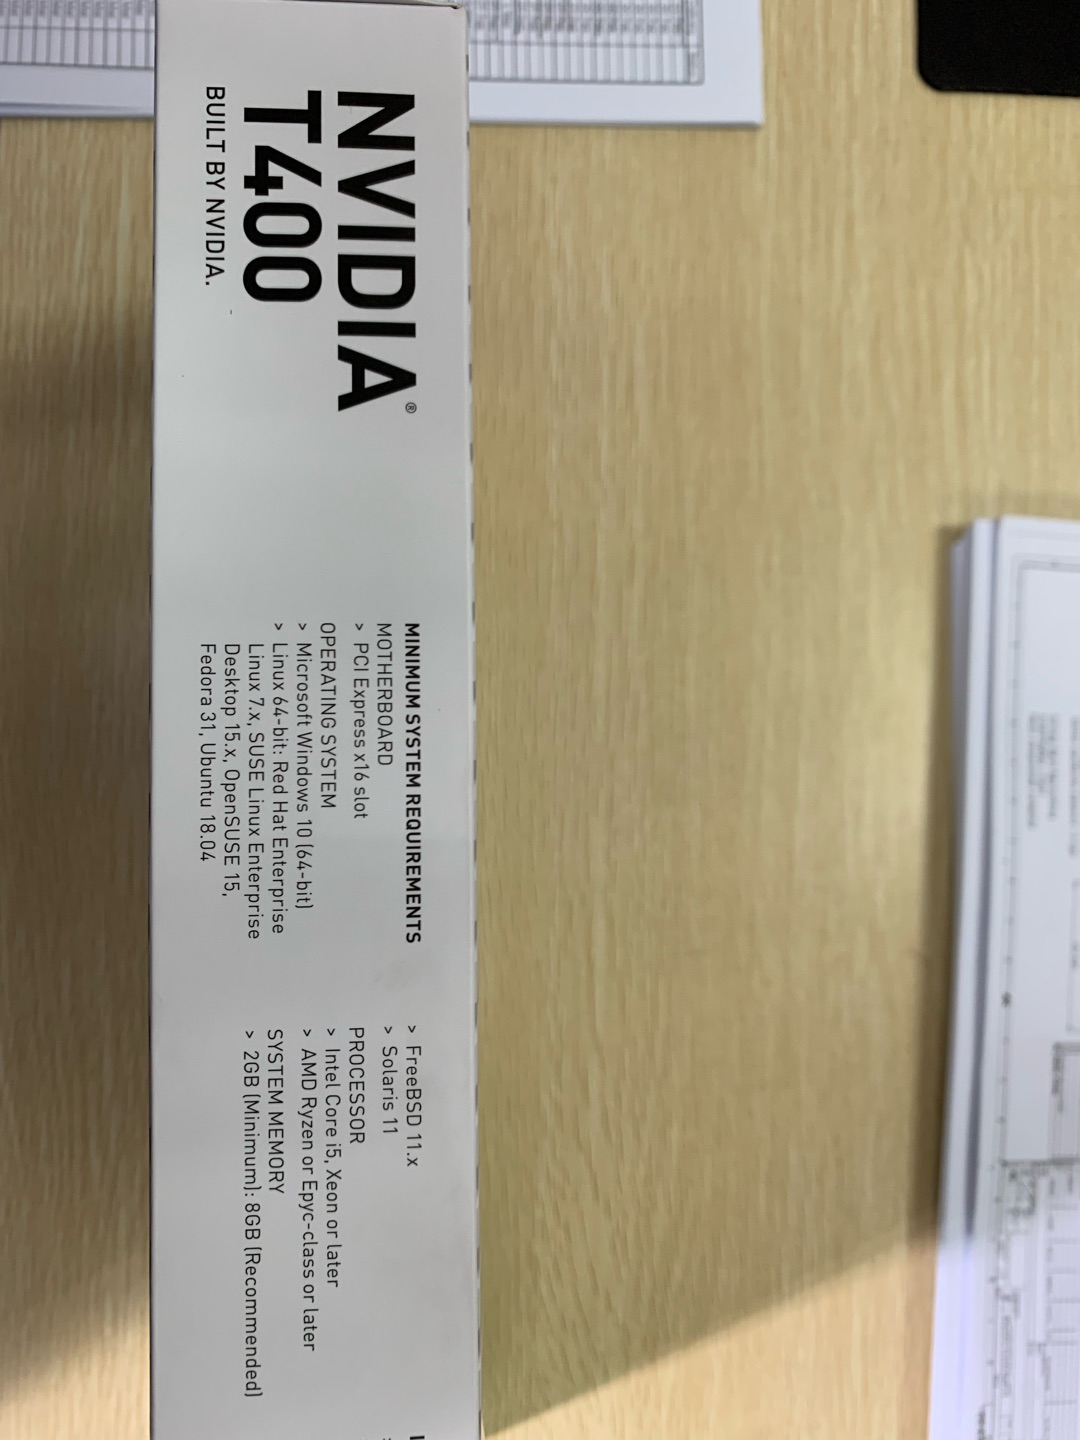 NVIDIA®
T400
BUILT BY NVIDIA.
MINIMUM SYSTEM REQUIREMENTS
MOTHERBOARD
> PCI Express x16 slot
OPERATING SYSTEM
> Microsoft Windows 10 (64-bit)
> Linux 64-bit: Red Hat Enterprise
Linux 7.x, SUSE Linux Enterprise
Desktop 15.x, OpenSUSE 15,
Fedora 31, Ubuntu 18.04
> FreeBSD 11.x
> Solaris 11
PROCESSOR
> Intel Core i5, Xeon or later
> AMD Ryzen or Epyc-class or later
SYSTEM MEMORY
> 2GB (Minimum): 8GB (Recommended)